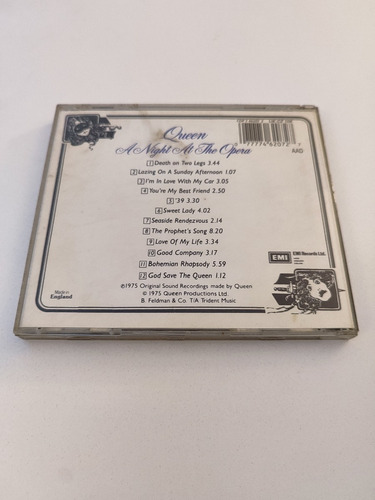 Queen
A Night At The Opera
AAD
1 Death on Two Legs 3.44
2 Lazing On A Sunday Afternoon 1.07
3 I'm In Love With My Car 3.05
4 You're My Best Friend 2.50
5 '39 3.30
6 Sweet Lady 4.02
7 Seaside Rendezvous 2.14
8 The Prophet's Song 8.20
9 Love Of My Life 3.34
10 Good Company 3.17
11 Bohemian Rhapsody 5.59
12 God Save The Queen 1.12
EMI EMI Records Ltd.
℗1975 Original Sound Recordings made by Queen
© 1975 Queen Productions Ltd.
B. Feldman & Co. T/A Trident Music
Made in
England